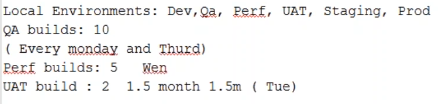 Local Environments: Dev,Qa, Perf, UAT, Staging, Prod
QA builds: 10
( Every monday and Thurd)
Perf builds: 5   Wen
UAT build : 2  1.5 month 1.5m ( Tue)